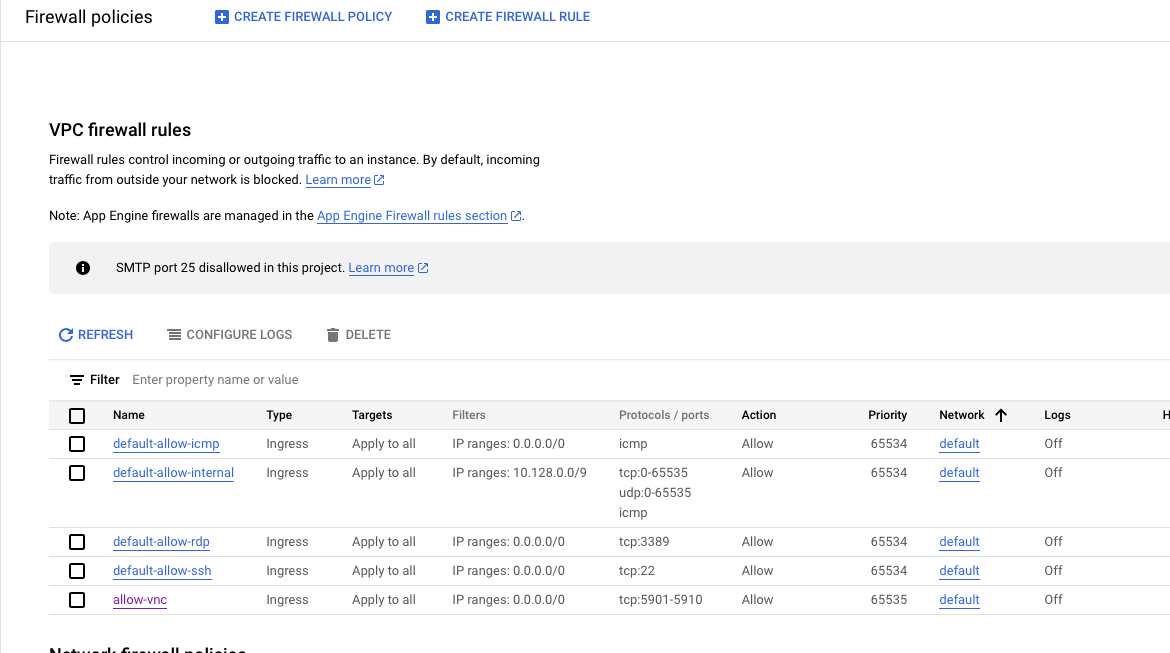 Firewall policies
CREATE FIREWALL POLICY
CREATE FIREWALL RULE
VPC firewall rules
Firewall rules control incoming or outgoing traffic to an instance. By default, incoming
traffic from outside your network is blocked. Learn more
Note: App Engine firewalls are managed in the App Engine Firewall rules section.
SMTP port 25 disallowed in this project. Learn more
REFRESH CONFIGURE LOGS DELETE
Filter Enter property name or value
Name Type Targets Filters Protocols / ports Action Priority Network Logs H
default-allow-icmp Ingress Apply to all IP ranges: 0.0.0.0/0 icmp Allow 65534 default Off
default-allow-internal Ingress Apply to all IP ranges: 10.128.0.0/9 tcp:0-65535 Allow 65534 default Off
udp:0-65535
icmp
default-allow-rdp Ingress Apply to all IP ranges: 0.0.0.0/0 tcp:3389 Allow 65534 default Off
default-allow-ssh Ingress Apply to all IP ranges: 0.0.0.0/0 tcp:22 Allow 65534 default Off
allow-vnc Ingress Apply to all IP ranges: 0.0.0.0/0 tcp:5901-5910 Allow 65535 default Off
Network firewall policies